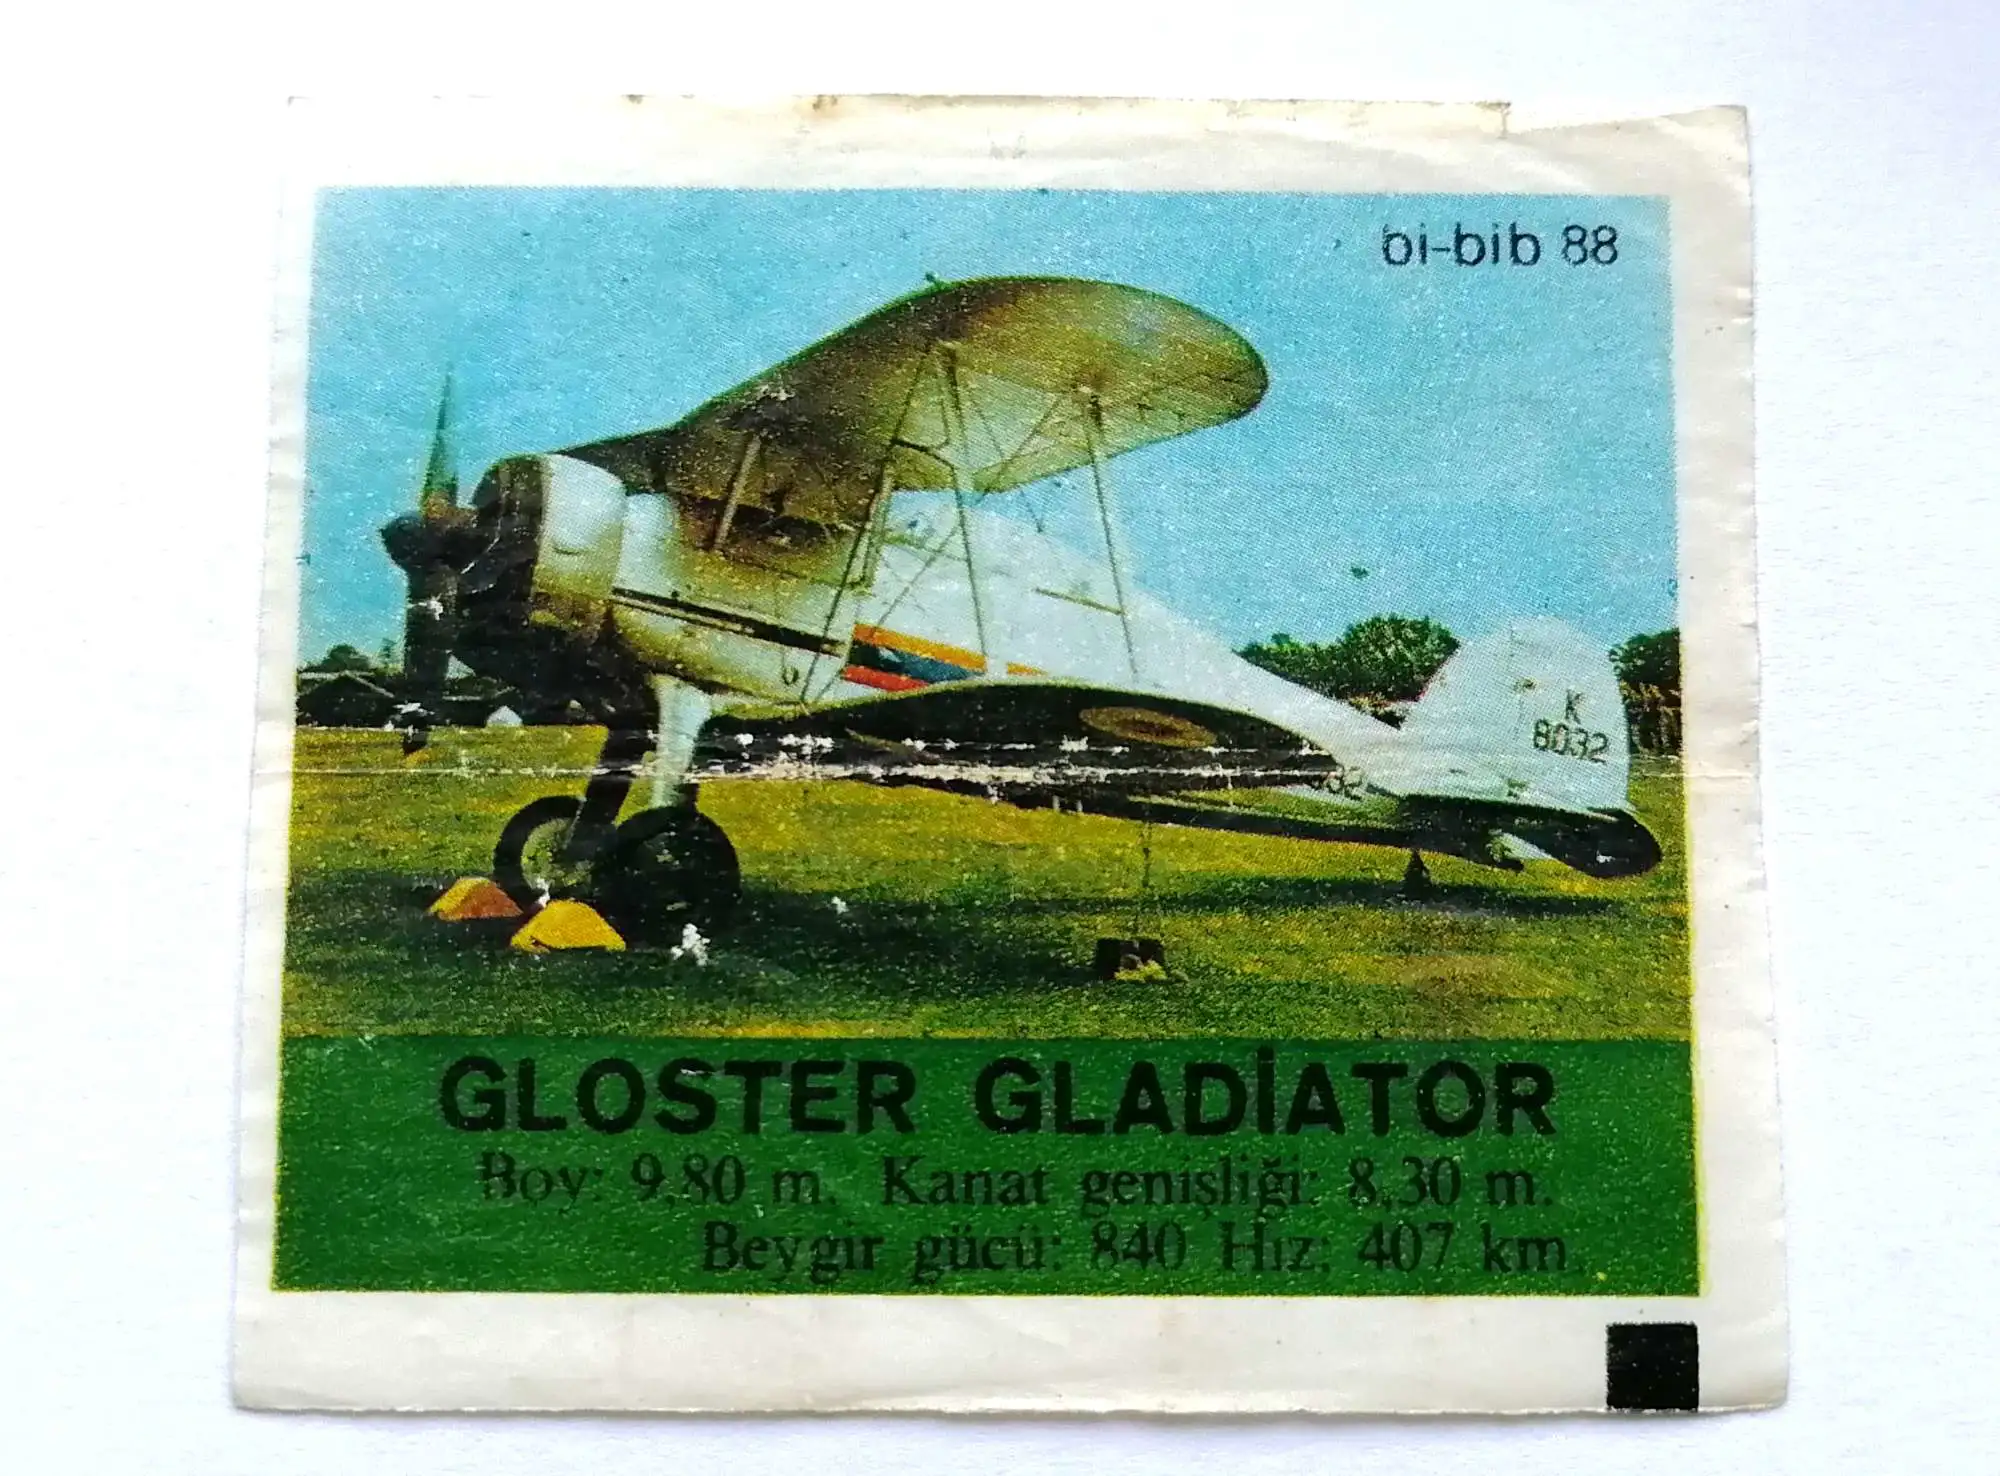 bi-bib 88
K
8032
GLOSTER GLADİATOR
Boy: 9,80 m. Kanat genişliği: 8,30 m.
Beygir gücü: 840 Hız: 407 km.